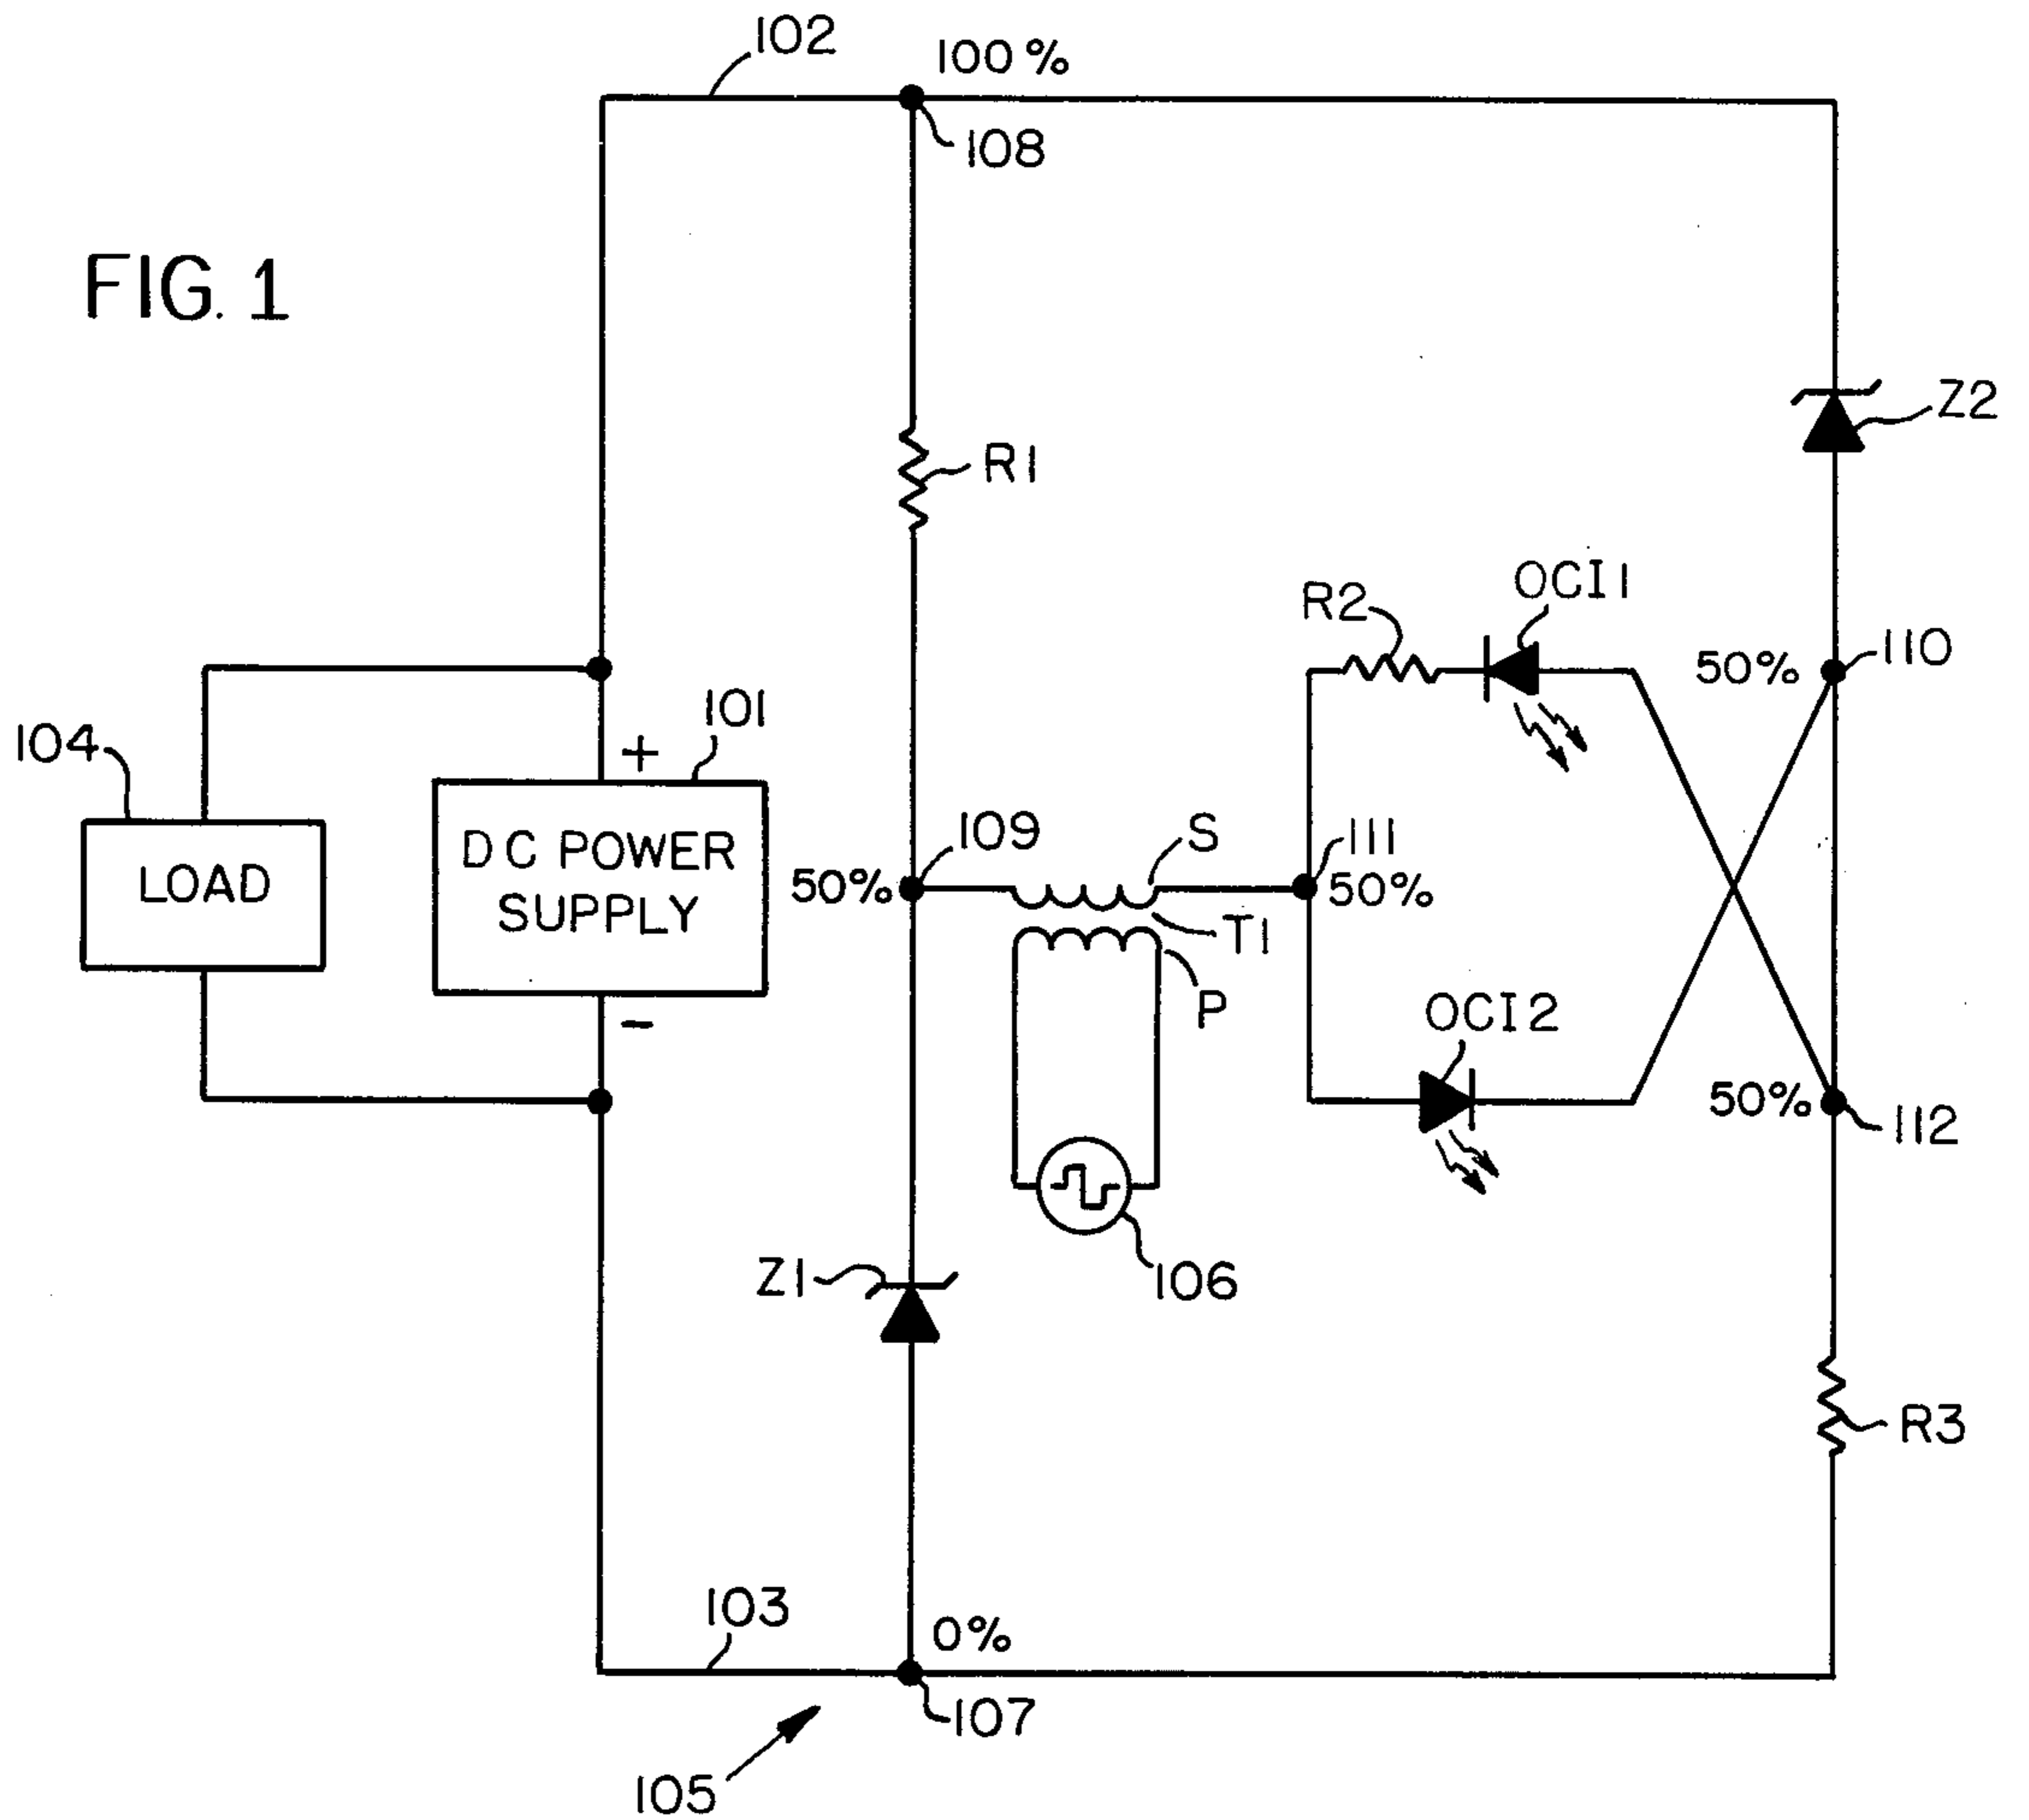 102
100%
108
FIG. 1
Z2
R1
OCI1
R2
110
50%
101
104
+
109
S
111
DC POWER
SUPPLY
LOAD
50%
50%
T1
P
OCI2
-
50%
112
Z1
106
R3
103
0%
107
105